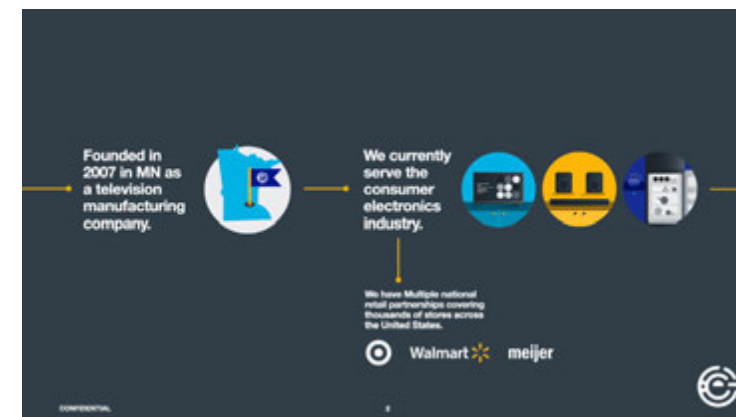 Founded in
2007 in MN as
a television
manufacturing
company.
We currently
serve the
consumer
electronics
industry.
We have Multiple national
retail partnerships covering
thousands of stores across
the United States.
Walmart meijer
CONFIDENTIAL
2